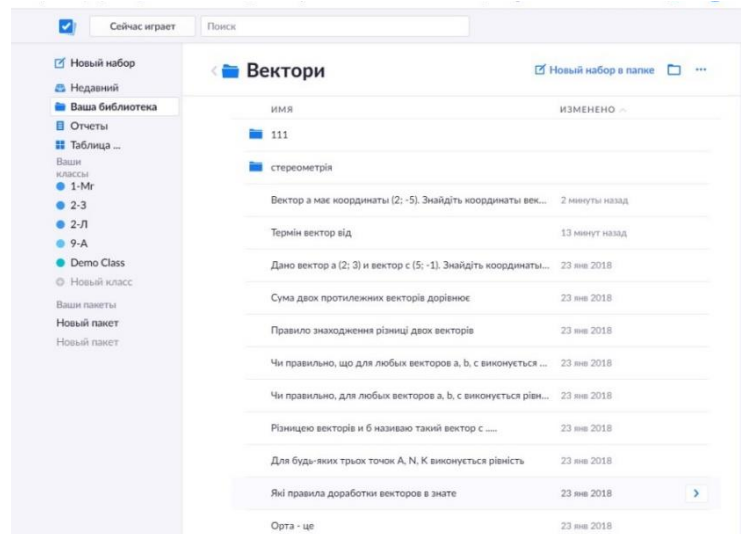 Сейчас играет
Поиск
Новый набор
Недавний
Ваша библиотека
Отчеты
Таблица ...
Ваши
классы
1-Мг
2-3
2-Л
9-А
Demo Class
Новый класс
Ваши пакеты
Новый пакет
Новый пакет
Вектори
Новый набор в папке
ИМЯ ИЗМЕНЕНО
111
стереометрія
Вектор а має координаты (2; -5). Знайдіть координаты век... 2 минуты назад
Термін вектор від 13 минут назад
Дано вектор а (2; 3) и вектор с (5; -1). Знайдіть координаты... 23 янв 2018
Сума двох протилежних векторів дорівнює 23 янв 2018
Правило знаходження різниці двох векторів 23 янв 2018
Чи правильно, що для любых векторов a, b, c виконується ... 23 янв 2018
Чи правильно, для любых векторов a, b, c виконується рівн... 23 янв 2018
Різницею векторів и б називаю такий вектор с ..... 23 янв 2018
Для будь-яких трьох точок A, N, K виконується рівність 23 янв 2018
Які правила доработки векторов в знате 23 янв 2018
Орта - це 23 янв 2018